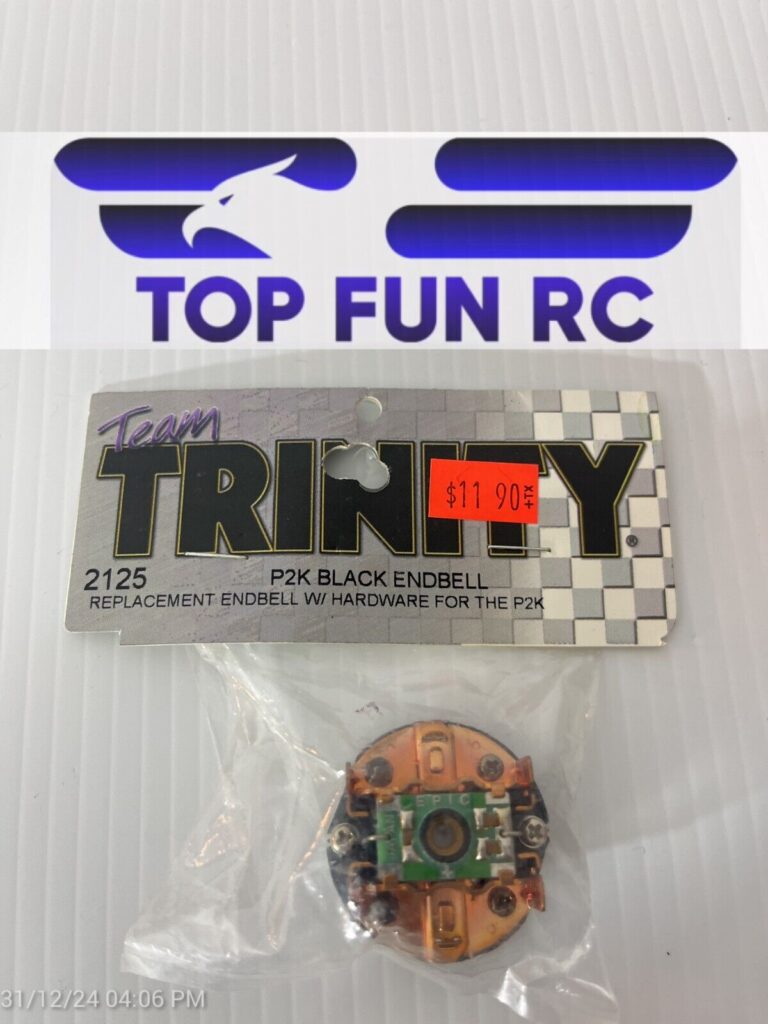 TOP FUN RC
Team
TRINITY®
$11 90 +TX
2125 P2K BLACK ENDBELL
REPLACEMENT ENDBELL W/ HARDWARE FOR THE P2K
EPIC
31/12/24 04:06 PM